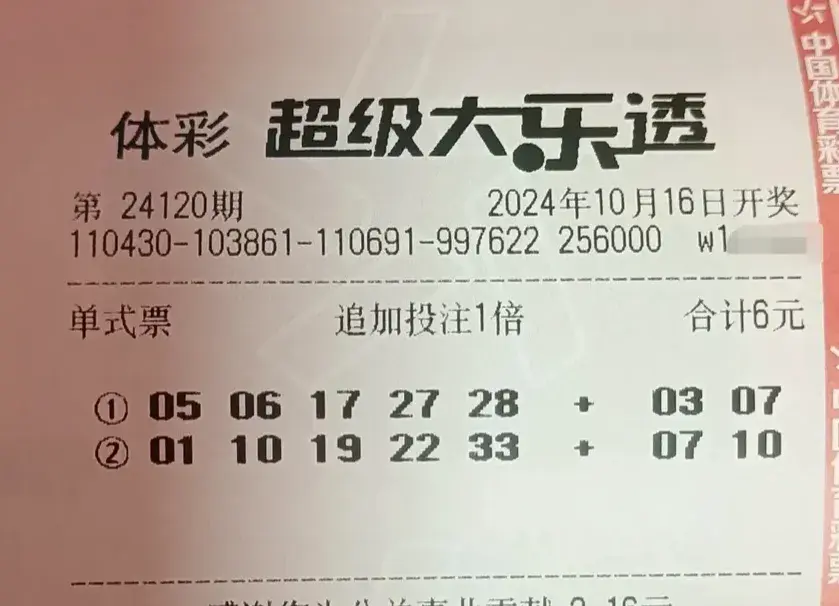 体彩 超级大乐透
第 24120期 2024年10月16日开奖
110430-103861-110691-997622 256000 w1
单式票 追加投注1倍 合计6元
① 05 06 17 27 28 + 03 07
② 01 10 19 22 33 + 07 10
中国体育彩票